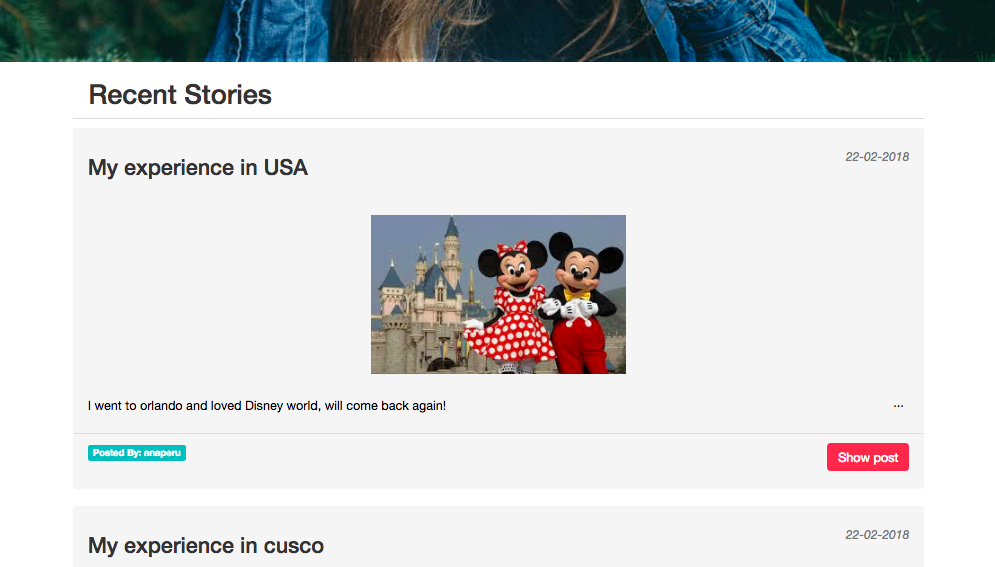 Recent Stories
My experience in USA
22-02-2018
I went to orlando and loved Disney world, will come back again!
...
Posted By: anaperu
Show post
My experience in cusco
22-02-2018